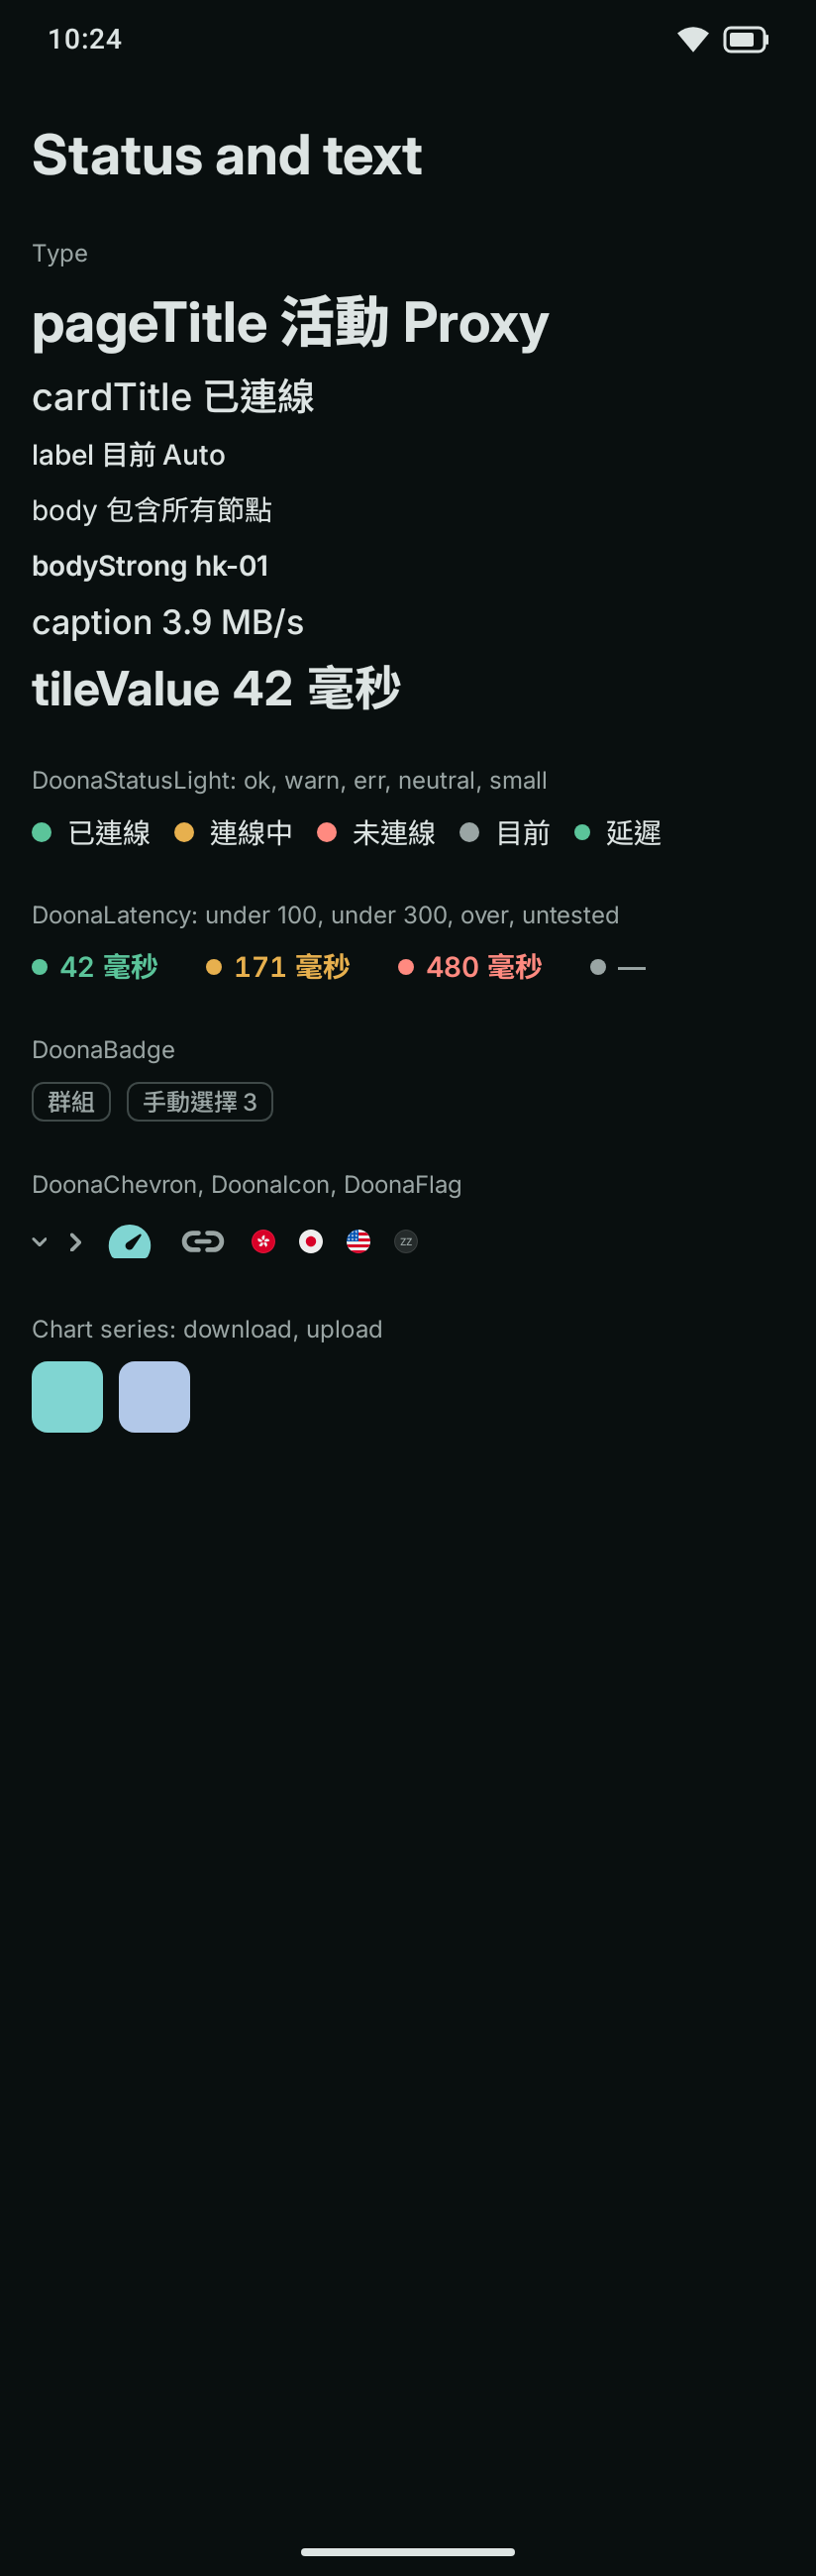 10:24
Status and text
Type
pageTitle 活動 Proxy
cardTitle 已連線
label 目前 Auto
body 包含所有節點
bodyStrong hk-01
caption 3.9 MB/s
tileValue 42 毫秒
DoonaStatusLight: ok, warn, err, neutral, small
已連線 連線中 未連線 目前 延遲
DoonaLatency: under 100, under 300, over, untested
42 毫秒 171 毫秒 480 毫秒 —
DoonaBadge
群組 手動選擇 3
DoonaChevron, DoonaIcon, DoonaFlag
ZZ
Chart series: download, upload